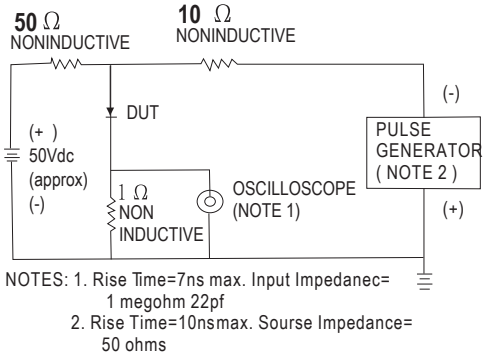 50 Ω
NONINDUCTIVE
10 Ω
NONINDUCTIVE
DUT
(+ )
50Vdc
(approx)
(-)
1 Ω
NON
INDUCTIVE
OSCILLOSCOPE
(NOTE 1)
(-)
PULSE
GENERATOR
( NOTE 2 )
(+)
NOTES: 1. Rise Time=7ns max. Input Impedanec=
1 megohm 22pf
2. Rise Time=10nsmax. Sourse Impedance=
50 ohms